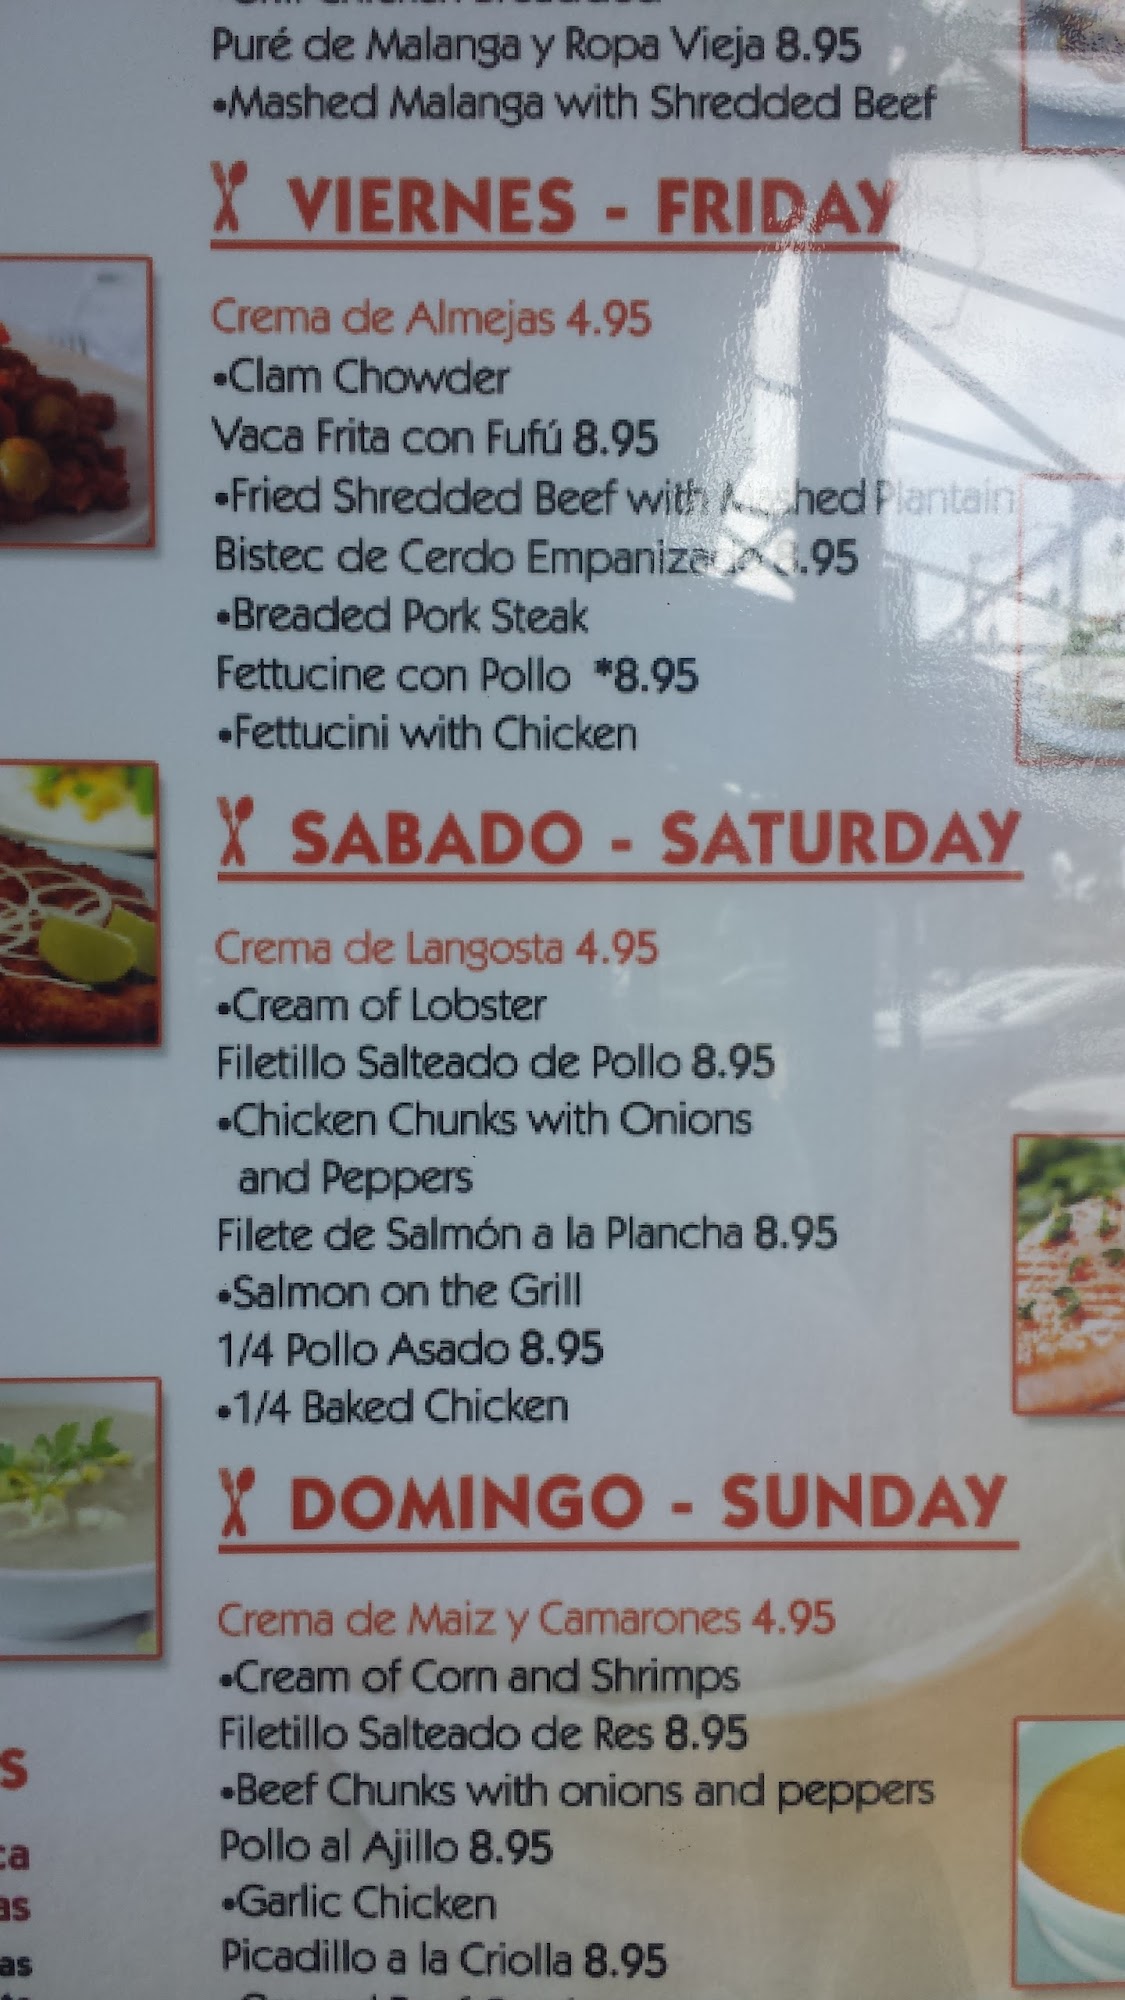 Puré de Malanga y Ropa Vieja 8.95
•Mashed Malanga with Shredded Beef
VIERNES - FRIDAY
Crema de Almejas 4.95
•Clam Chowder
Vaca Frita con Fufú 8.95
•Fried Shredded Beef with Mashed Plantain
Bistec de Cerdo Empanizado 8.95
•Breaded Pork Steak
Fettucine con Pollo *8.95
•Fettucini with Chicken
SABADO - SATURDAY
Crema de Langosta 4.95
•Cream of Lobster
Filetillo Salteado de Pollo 8.95
•Chicken Chunks with Onions
and Peppers
Filete de Salmón a la Plancha 8.95
•Salmon on the Grill
1/4 Pollo Asado 8.95
•1/4 Baked Chicken
DOMINGO - SUNDAY
Crema de Maiz y Camarones 4.95
•Cream of Corn and Shrimps
Filetillo Salteado de Res 8.95
•Beef Chunks with onions and peppers
Pollo al Ajillo 8.95
•Garlic Chicken
Picadillo a la Criolla 8.95